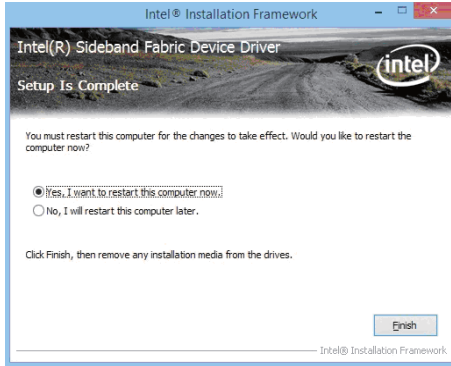 Intel® Installation Framework
Intel(R) Sideband Fabric Device Driver
intel
Setup Is Complete
You must restart this computer for the changes to take effect. Would you like to restart the
computer now?
Yes, I want to restart this computer now.
No, I will restart this computer later.
Click Finish, then remove any installation media from the drives.
Finish
Intel® Installation Framework